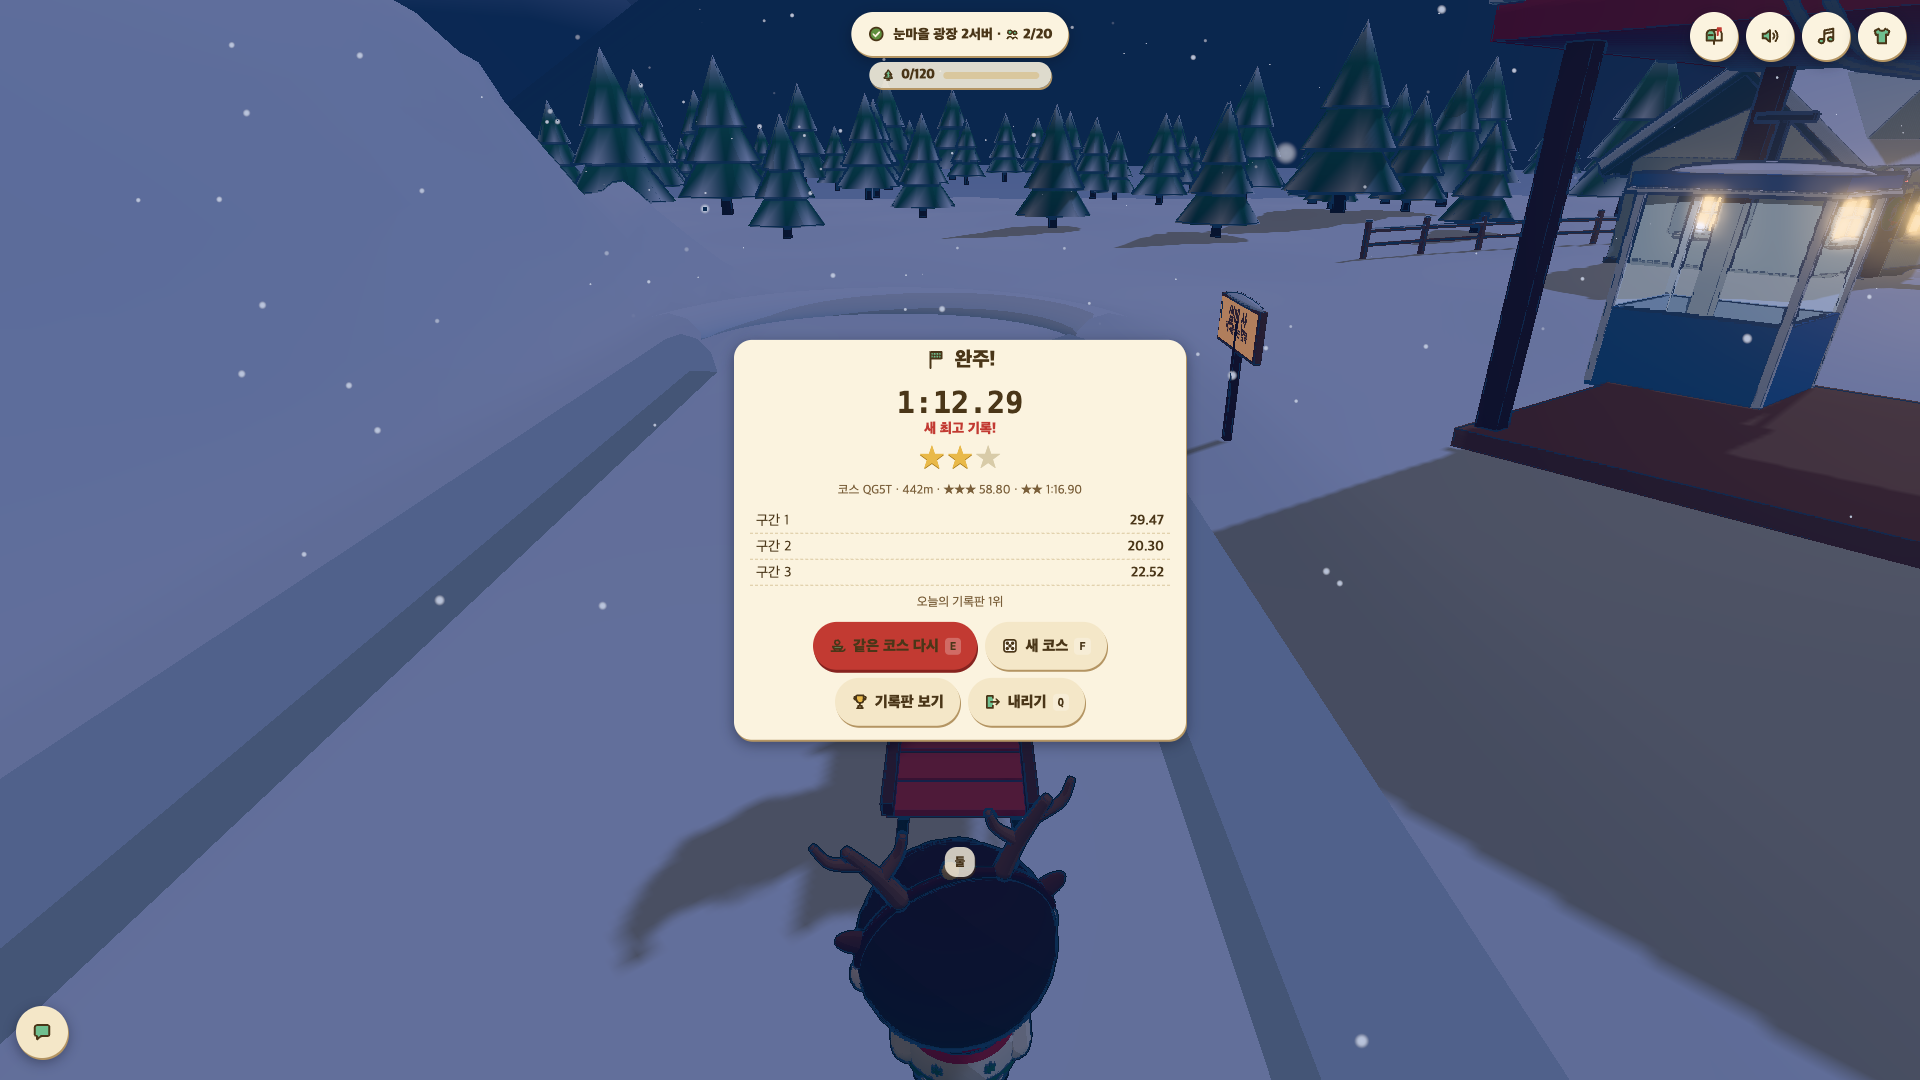 눈마을 광장 2서버 · 2/20
0/120
완주!
1:12.29
새 최고 기록!
코스 QG5T · 442m · ★★★ 58.80 · ★★ 1:16.90
구간 1 29.47
구간 2 20.30
구간 3 22.52
오늘의 기록판 1위
같은 코스 다시 E
새 코스 F
기록판 보기
내리기 Q
둘